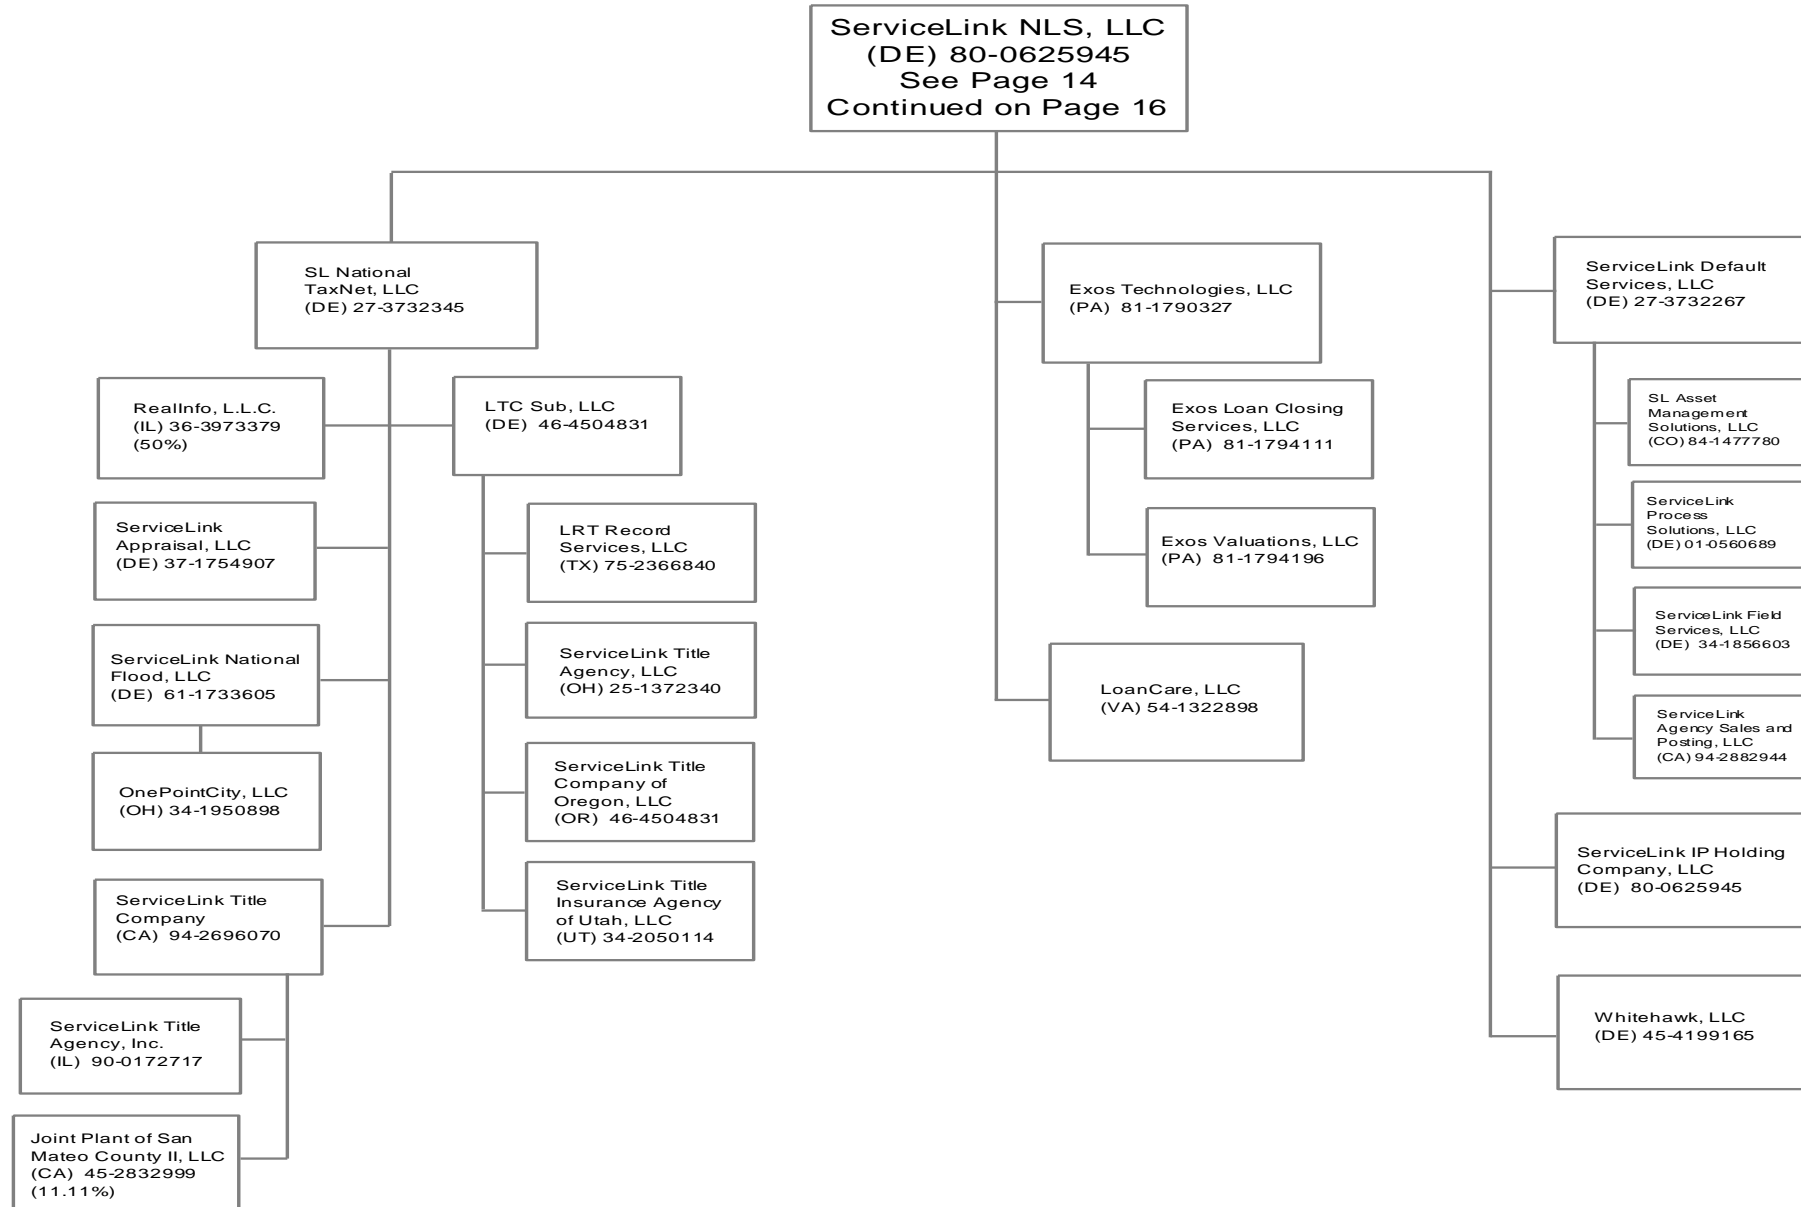 ServiceLink NLS, LLC
(DE) 80-0625945
See Page 14
Continued on Page 16
SL National
TaxNet, LLC
(DE) 27-3732345
RealInfo, L.L.C.
(IL) 36-3973379
(50%)
LTC Sub, LLC
(DE) 46-4504831
ServiceLink
Appraisal, LLC
(DE) 37-1754907
LRT Record
Services, LLC
(TX) 75-2366840
ServiceLink National
Flood, LLC
(DE) 61-1733605
ServiceLink Title
Agency, LLC
(OH) 25-1372340
OnePointCity, LLC
(OH) 34-1950898
ServiceLink Title
Company of
Oregon, LLC
(OR) 46-4504831
ServiceLink Title
Company
(CA) 94-2696070
ServiceLink Title
Insurance Agency
of Utah, LLC
(UT) 34-2050114
ServiceLink Title
Agency, Inc.
(IL) 90-0172717
Joint Plant of San
Mateo County II, LLC
(CA) 45-2832999
(11.11%)
Exos Technologies, LLC
(PA) 81-1790327
Exos Loan Closing
Services, LLC
(PA) 81-1794111
Exos Valuations, LLC
(PA) 81-1794196
LoanCare, LLC
(VA) 54-1322898
ServiceLink Default
Services, LLC
(DE) 27-3732267
SL Asset
Management
Solutions, LLC
(CO) 84-1477780
ServiceLink
Process
Solutions, LLC
(DE) 01-0560689
ServiceLink Field
Services, LLC
(DE) 34-1856603
ServiceLink
Agency Sales and
Posting, LLC
(CA) 94-2882944
ServiceLink IP Holding
Company, LLC
(DE) 80-0625945
Whitehawk, LLC
(DE) 45-4199165